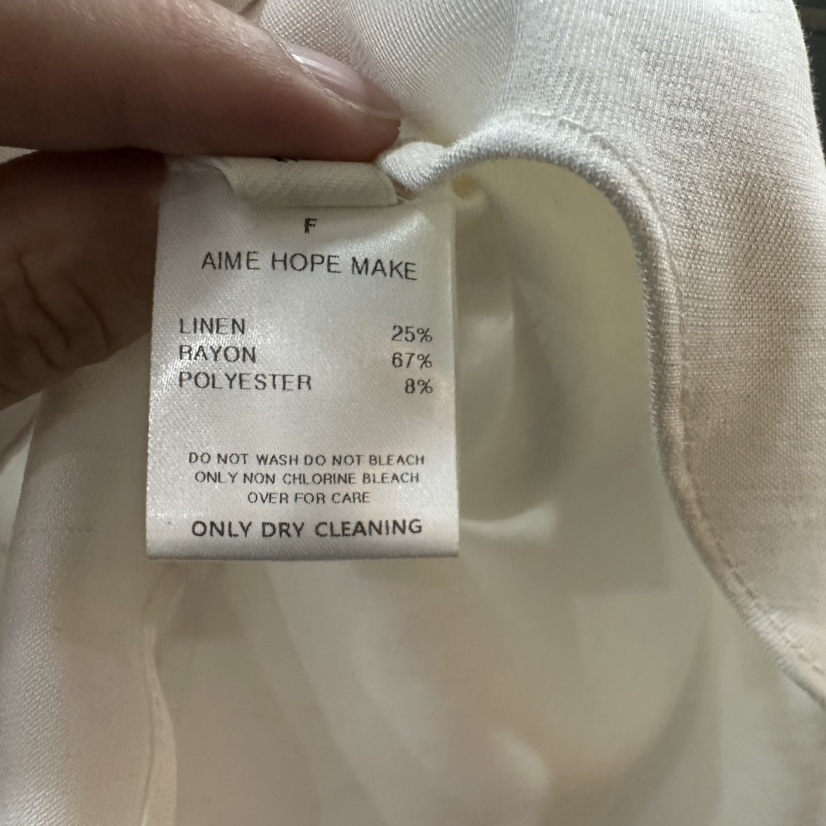 F
AIME HOPE MAKE
LINEN 25%
RAYON 67%
POLYESTER 8%
DO NOT WASH DO NOT BLEACH
ONLY NON CHLORINE BLEACH
OVER FOR CARE
ONLY DRY CLEANING